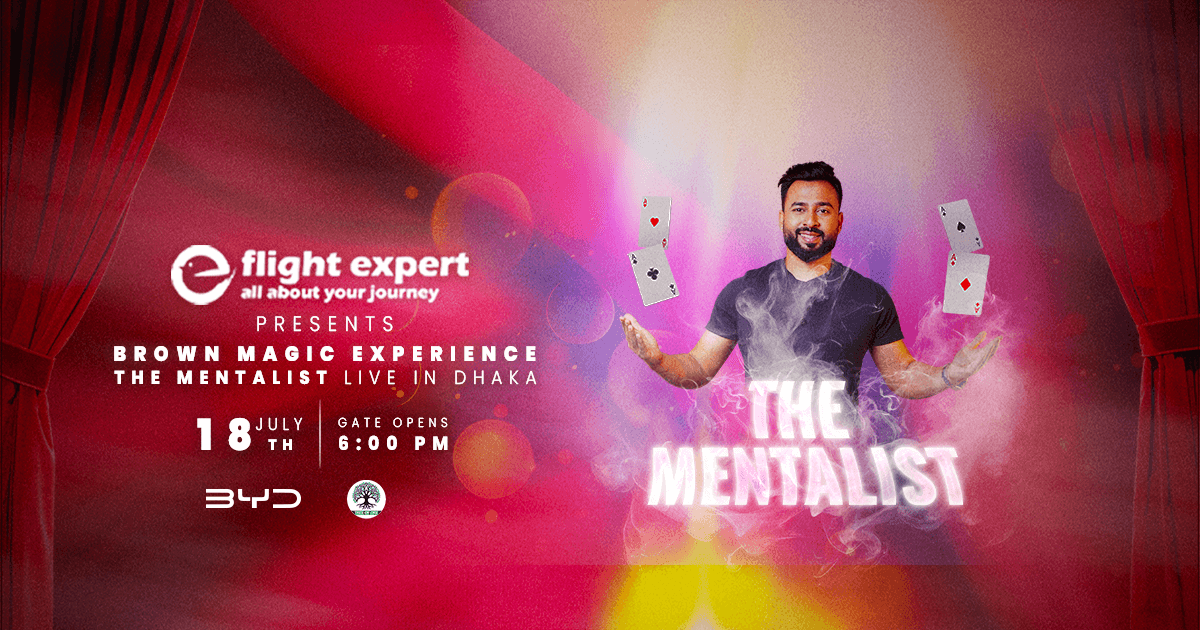 flight expert
all about your journey
PRESENTS
BROWN MAGIC EXPERIENCE
THE MENTALIST LIVE IN DHAKA
18 JULY
TH
GATE OPENS
6:00 PM
BYD
THE
MENTALIST
A
A
A
A
A
A